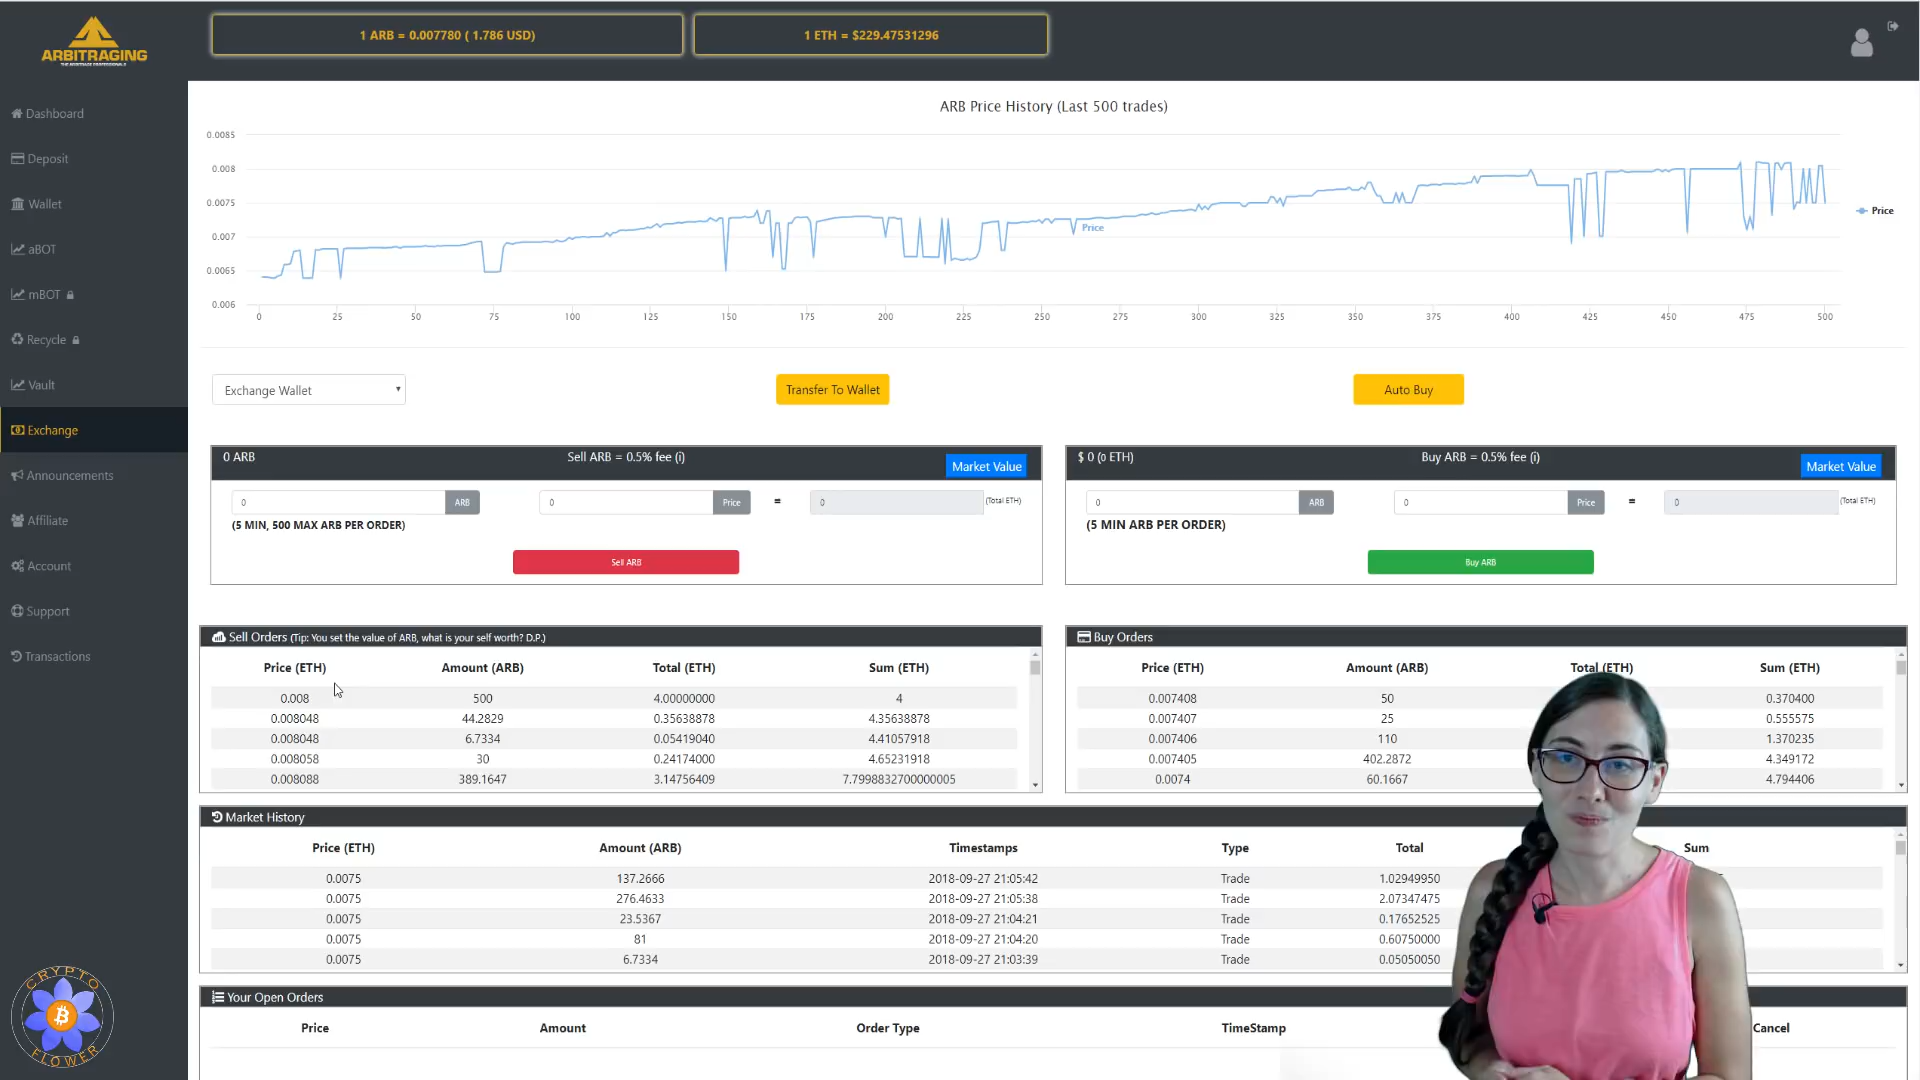 ARBITRAGING
1 ARB = 0.007780 ( 1.786 USD)
1 ETH = $229.47531296
Dashboard
Deposit
Wallet
aBOT
mBOT
Recycle
Vault
Exchange
Announcements
Affiliate
Account
Support
Transactions
CRYPTO
FLOWER
ARB Price History (Last 500 trades)
0.0085
0.008
0.0075
0.007
0.0065
0.006
0 25 50 75 100 125 150 175 200 225 250 275 300 325 350 375 400 425 450 475 500
Price
Price
Exchange Wallet
Transfer To Wallet
Auto Buy
0 ARB Sell ARB = 0.5% fee (i) Market Value
0 ARB 0 Price = 0 (Total ETH)
(5 MIN, 500 MAX ARB PER ORDER)
Sell ARB
$ 0 (0 ETH) Buy ARB = 0.5% fee (i) Market Value
0 ARB 0 Price = 0 (Total ETH)
(5 MIN ARB PER ORDER)
Buy ARB
Sell Orders (Tip: You set the value of ARB, what is your self worth? D.P.)
Price (ETH) Amount (ARB) Total (ETH) Sum (ETH)
0.008 500 4.00000000 4
0.008048 44.2829 0.35638878 4.35638878
0.008048 6.7334 0.05419040 4.41057918
0.008058 30 0.24174000 4.65231918
0.008088 389.1647 3.14756409 7.7998832700000005
Buy Orders
Price (ETH) Amount (ARB) Total (ETH) Sum (ETH)
0.007408 50 0.370400
0.007407 25 0.555575
0.007406 110 1.370235
0.007405 402.2872 4.349172
0.0074 60.1667 4.794406
Market History
Price (ETH) Amount (ARB) Timestamps Type Total Sum
0.0075 137.2666 2018-09-27 21:05:42 Trade 1.02949950
0.0075 276.4633 2018-09-27 21:05:38 Trade 2.07347475
0.0075 23.5367 2018-09-27 21:04:21 Trade 0.17652525
0.0075 81 2018-09-27 21:04:20 Trade 0.60750000
0.0075 6.7334 2018-09-27 21:03:39 Trade 0.05050050
Your Open Orders
Price Amount Order Type TimeStamp Cancel